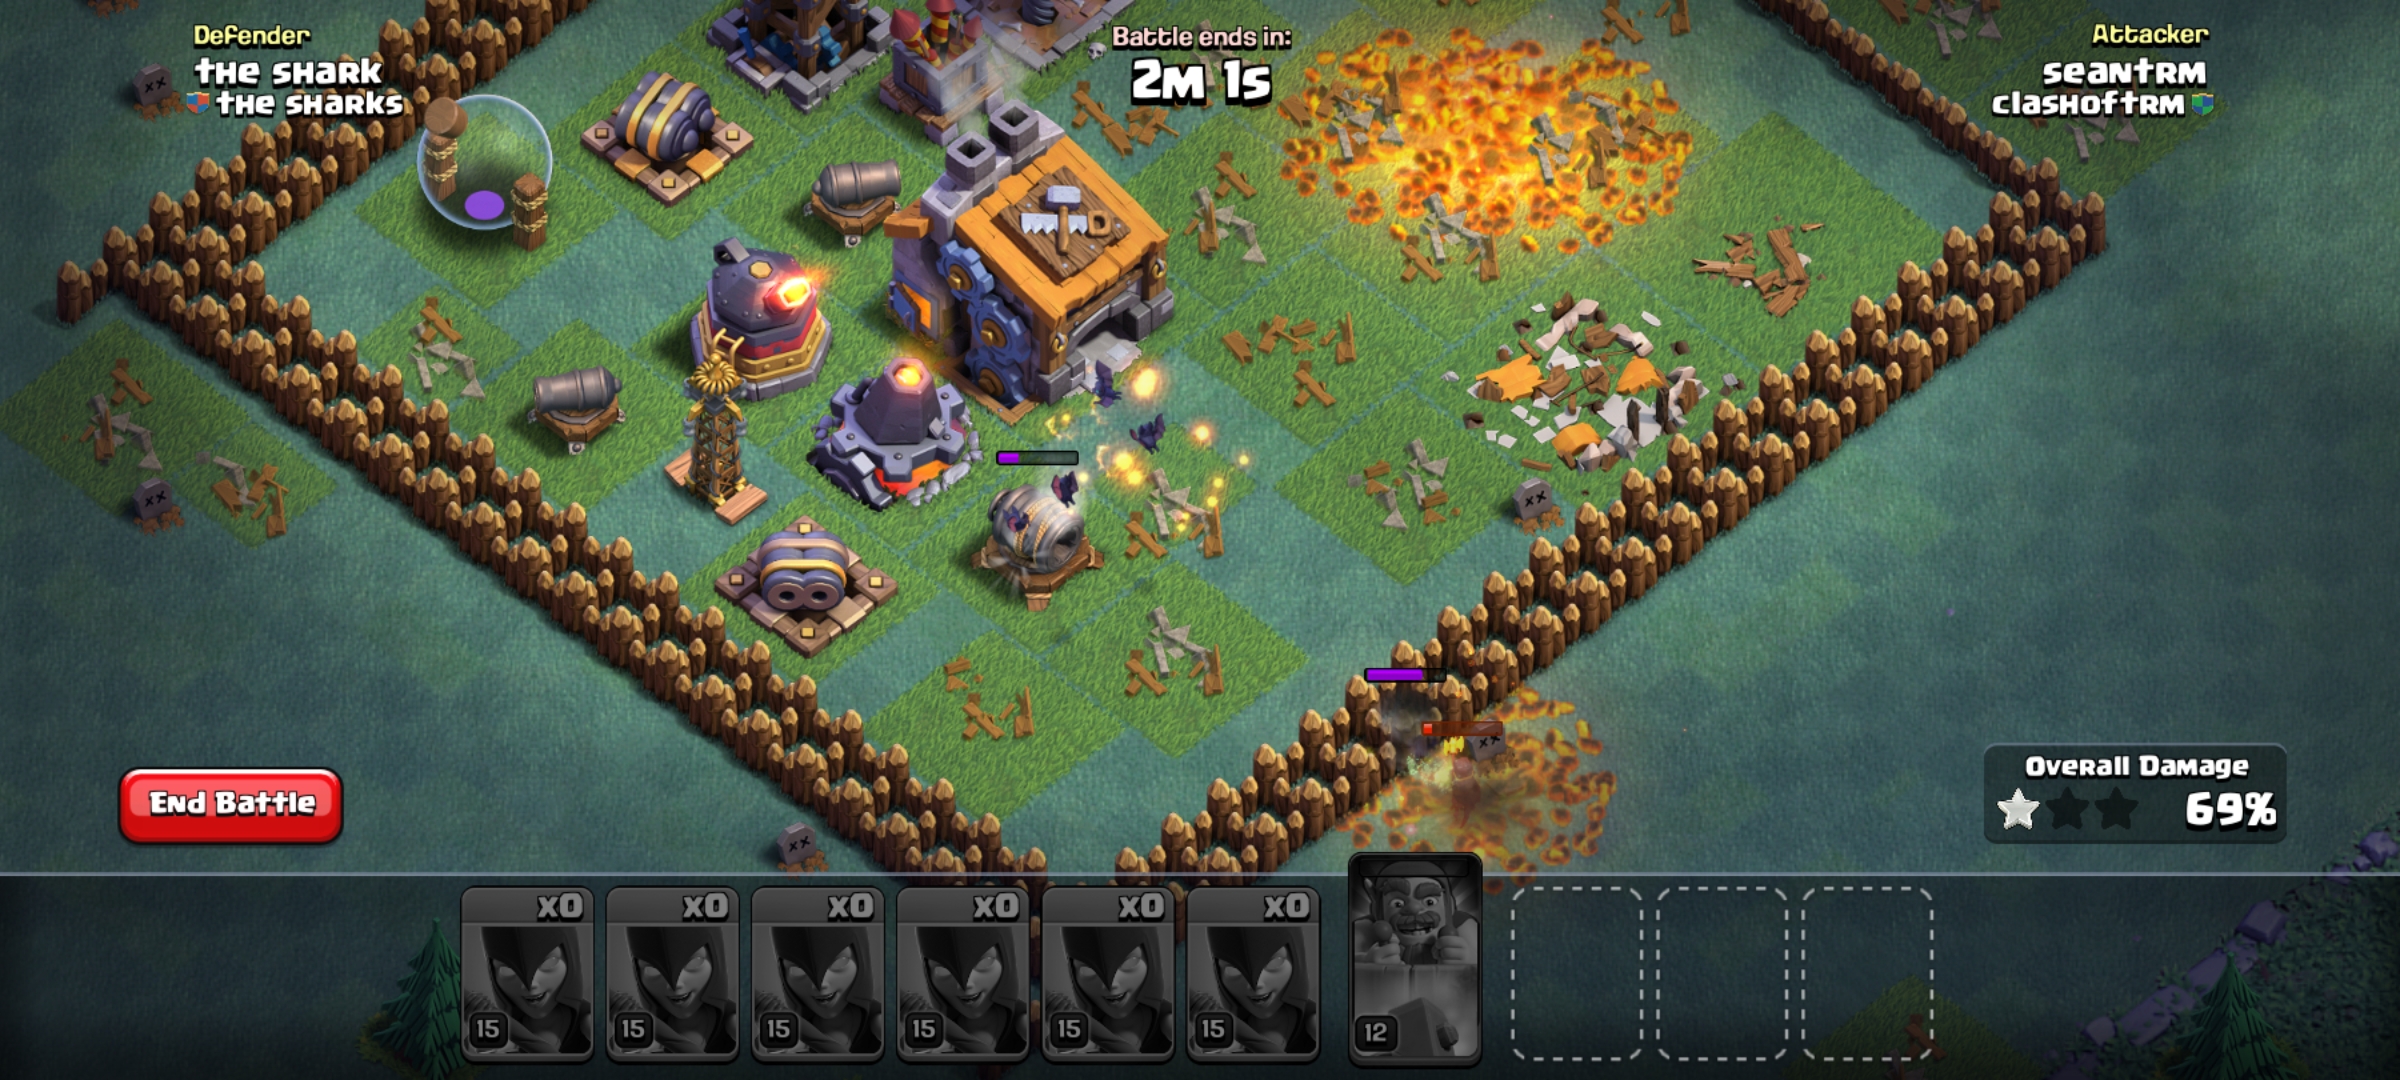 Defender
the shark
the sharks
Battle ends in:
2M 1s
Attacker
seantrm
clashoftrm
End Battle
Overall Damage
69%
x0
x0
x0
x0
x0
x0
15
15
15
15
15
15
12